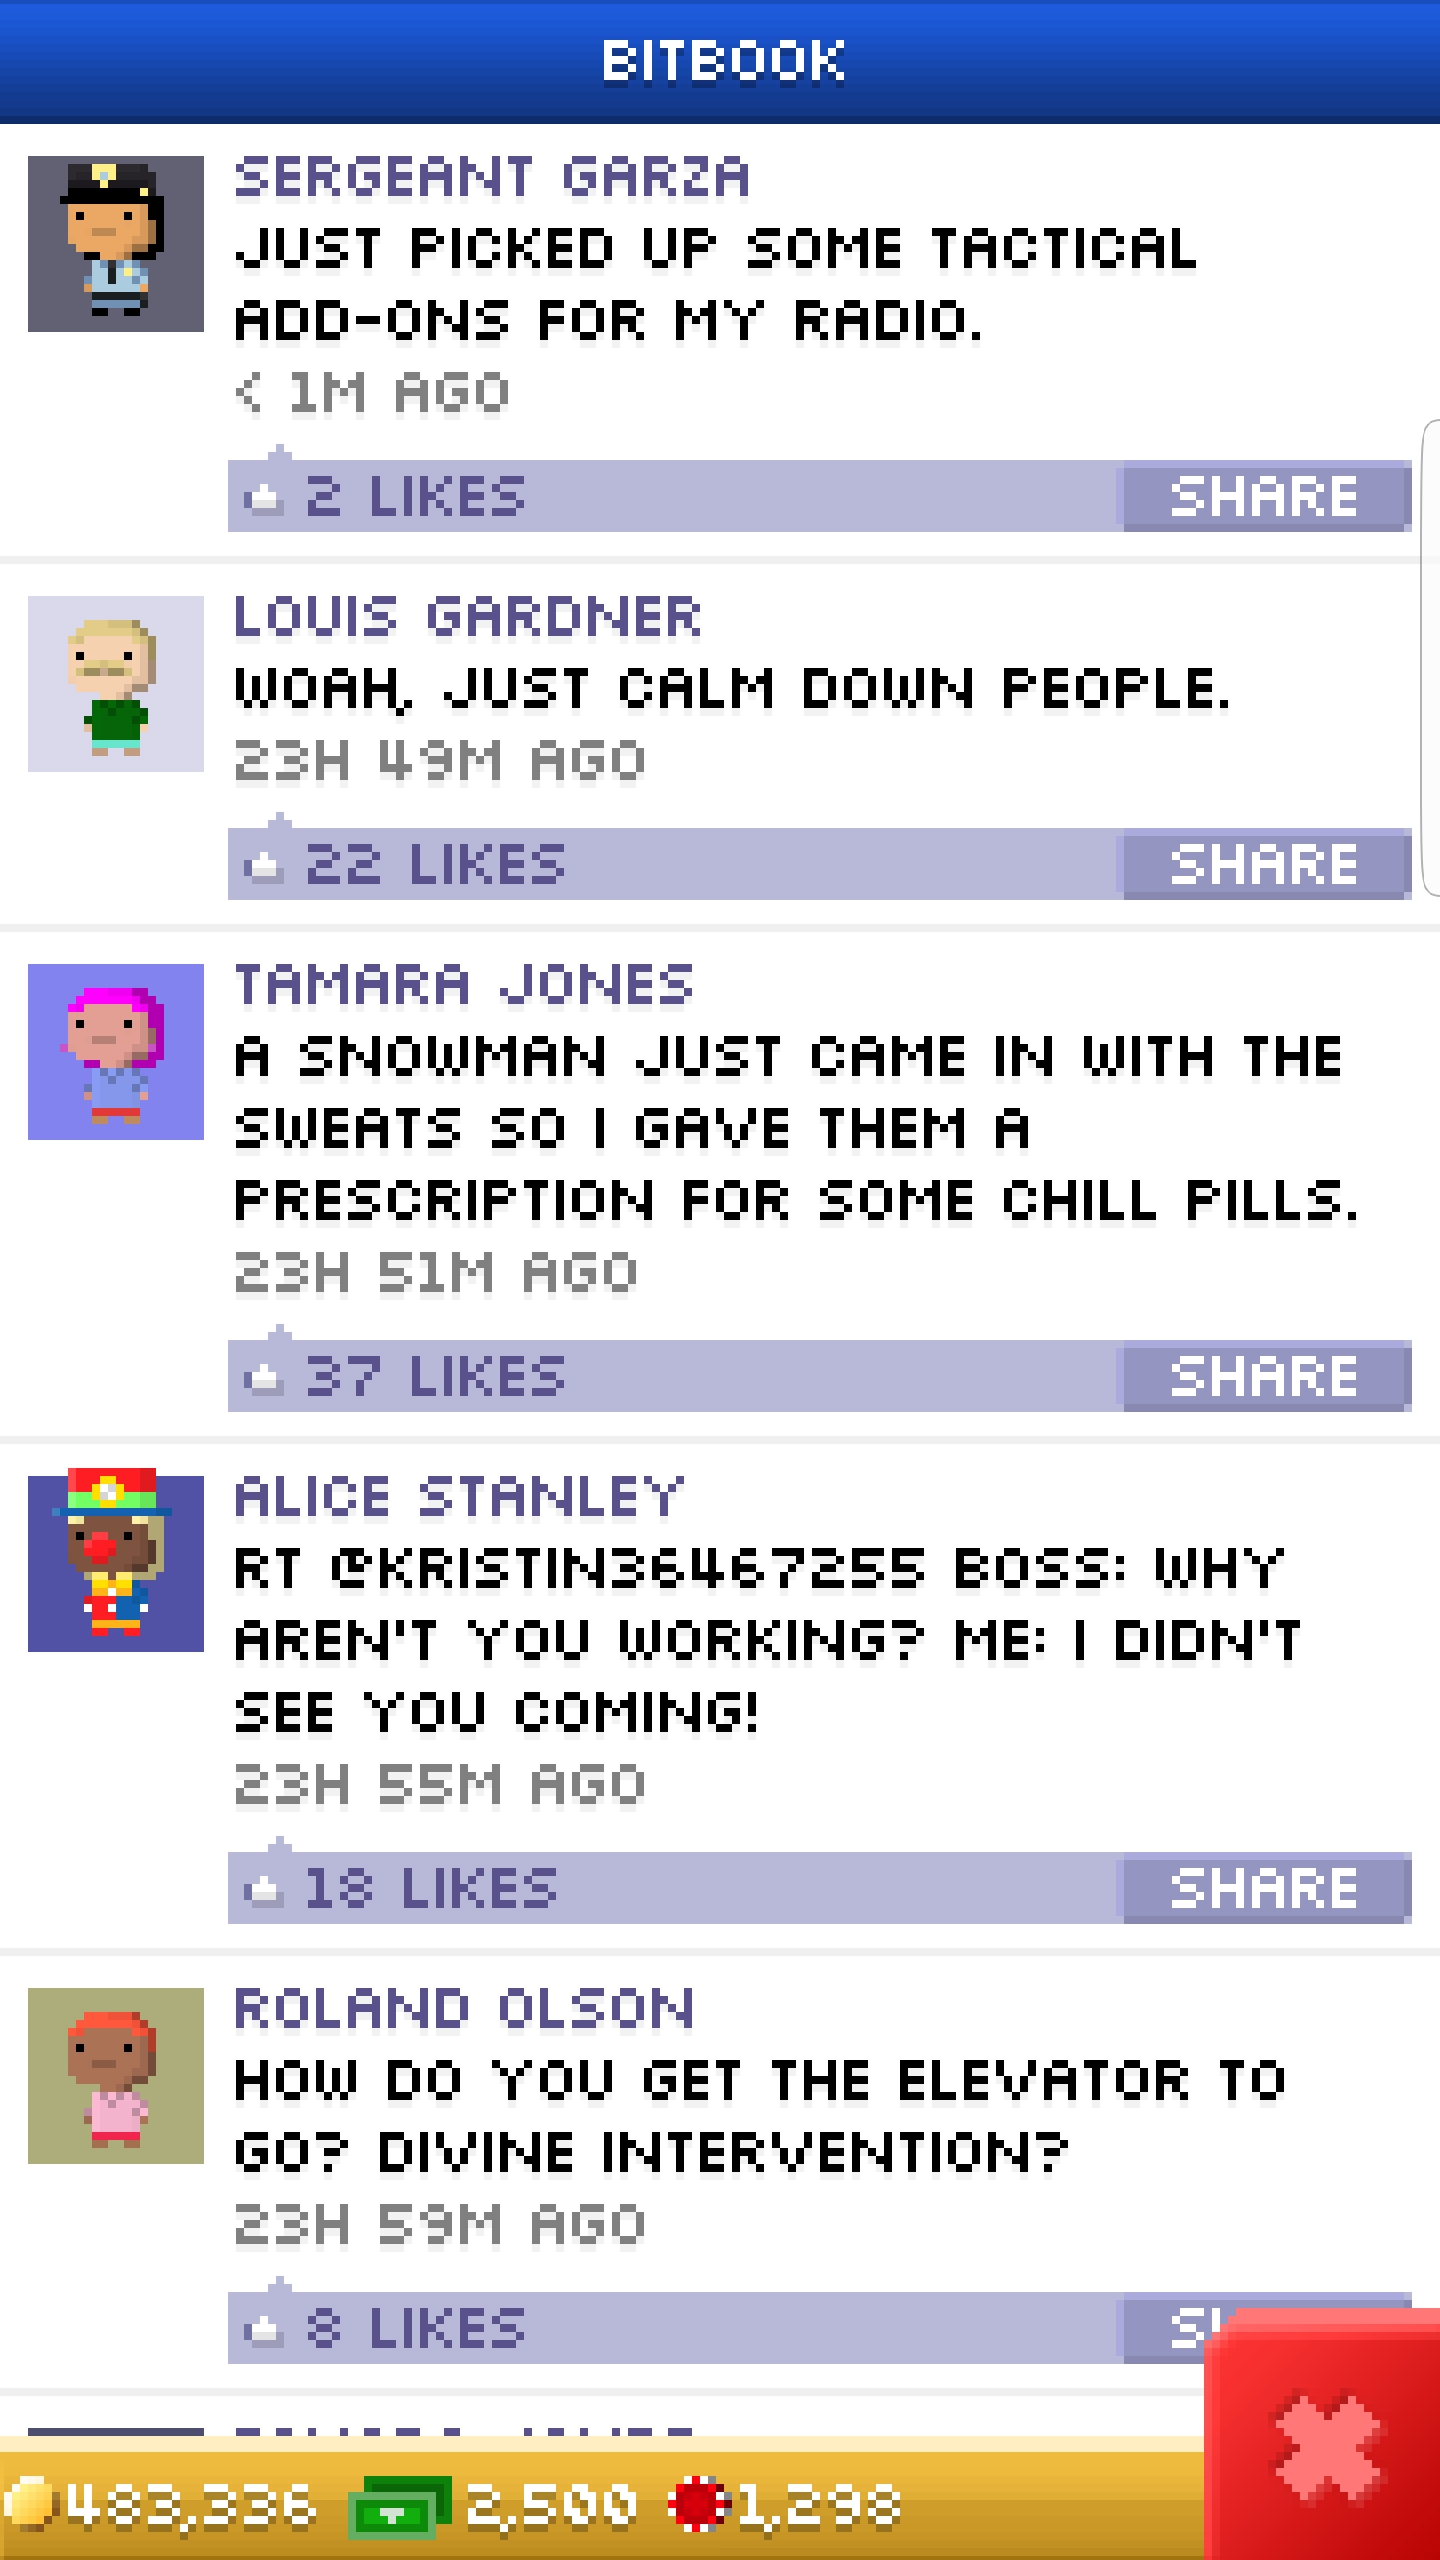 BITBOOK
SERGEANT GARZA
JUST PICKED UP SOME TACTICAL
ADD-ONS FOR MY RADIO.
< 1M AGO
2 LIKES SHARE
LOUIS GARDNER
WOAH, JUST CALM DOWN PEOPLE.
23H 49M AGO
22 LIKES SHARE
TAMARA JONES
A SNOWMAN JUST CAME IN WITH THE
SWEATS SO I GAVE THEM A
PRESCRIPTION FOR SOME CHILL PILLS.
23H 51M AGO
37 LIKES SHARE
ALICE STANLEY
RT @KRISTIN36467255 BOSS: WHY
AREN'T YOU WORKING? ME: I DIDN'T
SEE YOU COMING!
23H 55M AGO
18 LIKES SHARE
ROLAND OLSON
HOW DO YOU GET THE ELEVATOR TO
GO? DIVINE INTERVENTION?
23H 59M AGO
8 LIKES
483,336 2,500 1,298